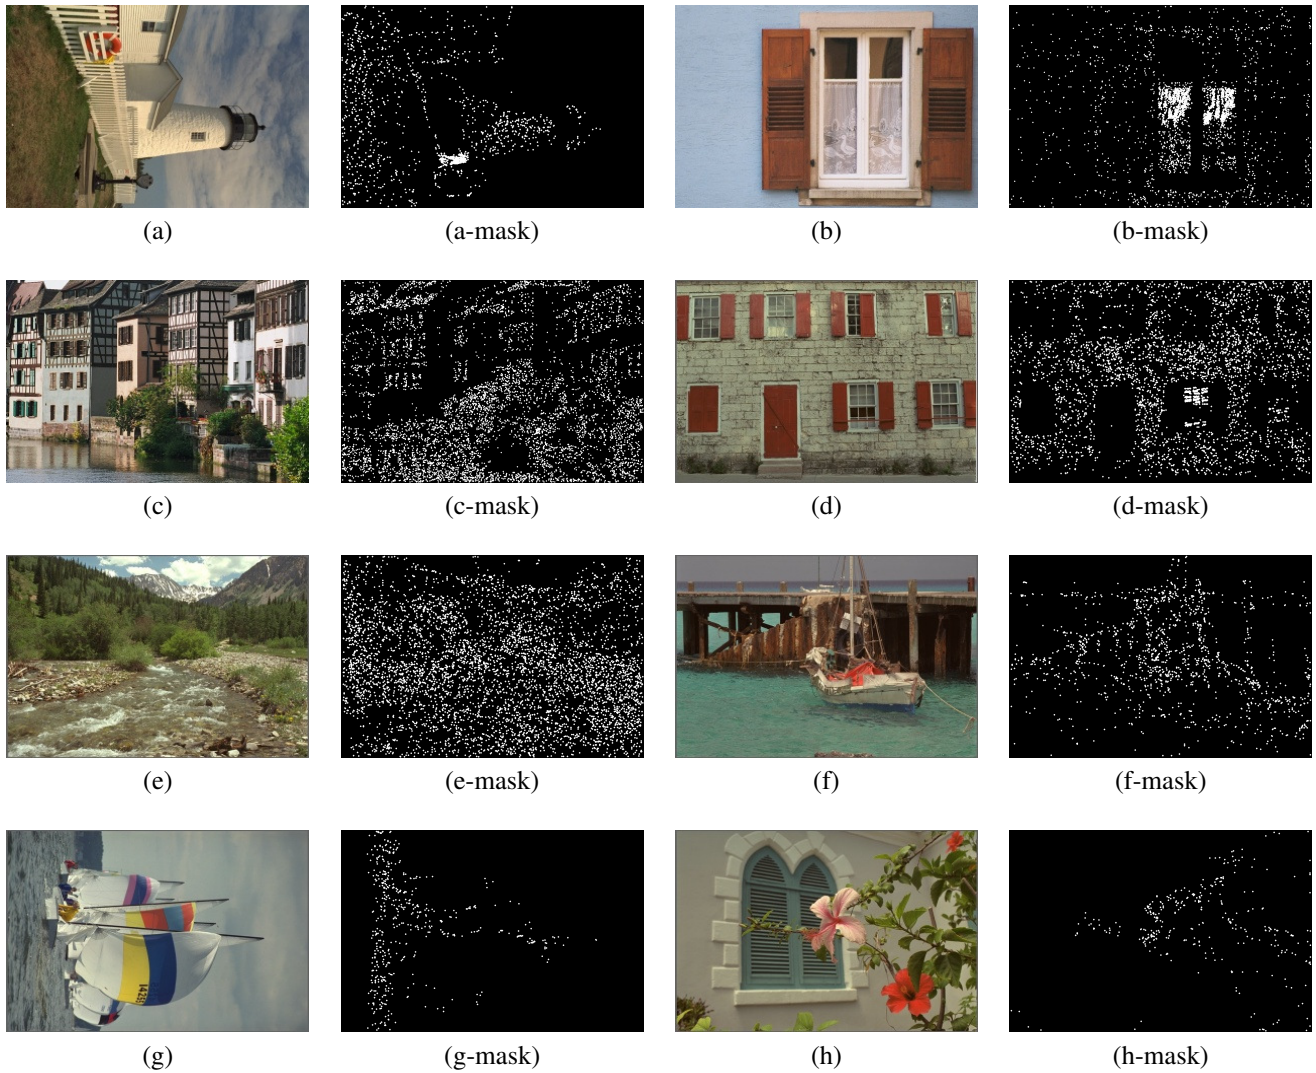 (a) (a-mask) (b) (b-mask)
(c) (c-mask) (d) (d-mask)
(e) (e-mask) (f) (f-mask)
(g) (g-mask) (h) (h-mask)